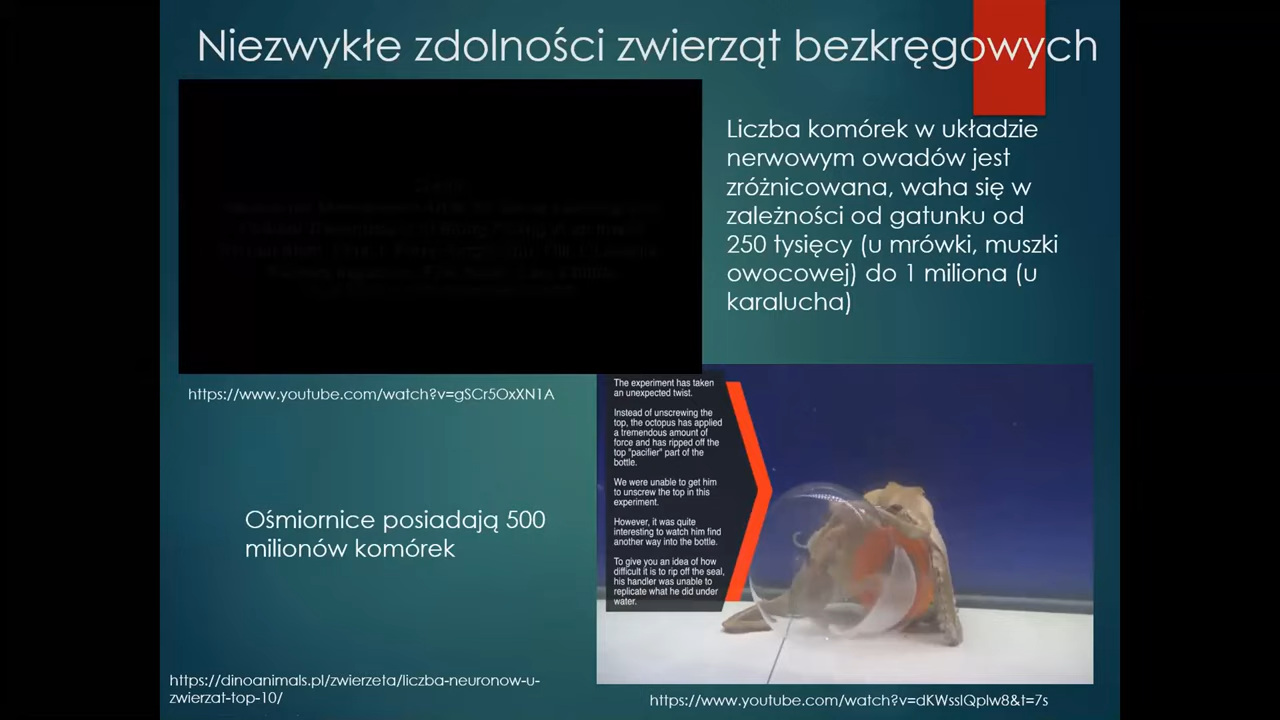 Niezwykłe zdolności zwierząt bezkręgowych
Liczba komórek w układzie
nerwowym owadów jest
zróżnicowana, waha się w
zależności od gatunku od
250 tysięcy (u mrówki, muszki
owocowej) do 1 miliona (u
karalucha)
https://www.youtube.com/watch?v=gSCr5OxXN1A
The experiment has taken
an unexpected twist.
Instead of unscrewing the
top, the octopus has applied
a tremendous amount of
force and has ripped off the
top "pacifier" part of the
bottle.
We were unable to get him
to unscrew the top in this
experiment.
However, it was quite
interesting to watch him find
another way into the bottle.
To give you an idea of how
difficult it is to rip off the seal,
his handler was unable to
replicate what he did under
water.
Ośmiornice posiadają 500
milionów komórek
https://dinoanimals.pl/zwierzeta/liczba-neuronow-u-
zwierzat-top-10/
https://www.youtube.com/watch?v=dKWssIQplw8&t=7s